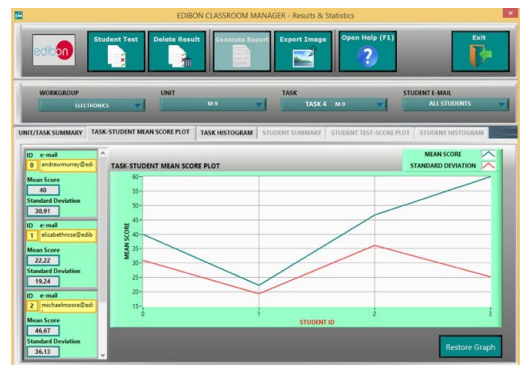 EDIBON CLASSROOM MANAGER - Results & Statistics
edibon
Student Test Delete Result Generate Report Export Image Open Help (F1) Exit
WORKGROUP UNIT TASK STUDENT E-MAIL
ELECTRONICS M-9 TASK 4 M-9 ALL STUDENTS
UNIT/TASK SUMMARY TASK-STUDENT MEAN SCORE PLOT TASK HISTOGRAM STUDENT SUMMARY STUDENT TEST-SCORE PLOT STUDENT HISTOGRAM
ID e-mail
0 andrewmurray@edi
Mean Score
40
Standard Deviation
30,91
ID e-mail
1 elizabethrose@edib
Mean Score
22,22
Standard Deviation
19,24
ID e-mail
2 michaelmoore@edi
Mean Score
46,67
Standard Deviation
36,13
TASK-STUDENT MEAN SCORE PLOT
MEAN SCORE
STANDARD DEVIATION
MEAN SCORE
60
55
50
45
40
35
30
25
20
15
0 1 2 3
STUDENT ID
Restore Graph